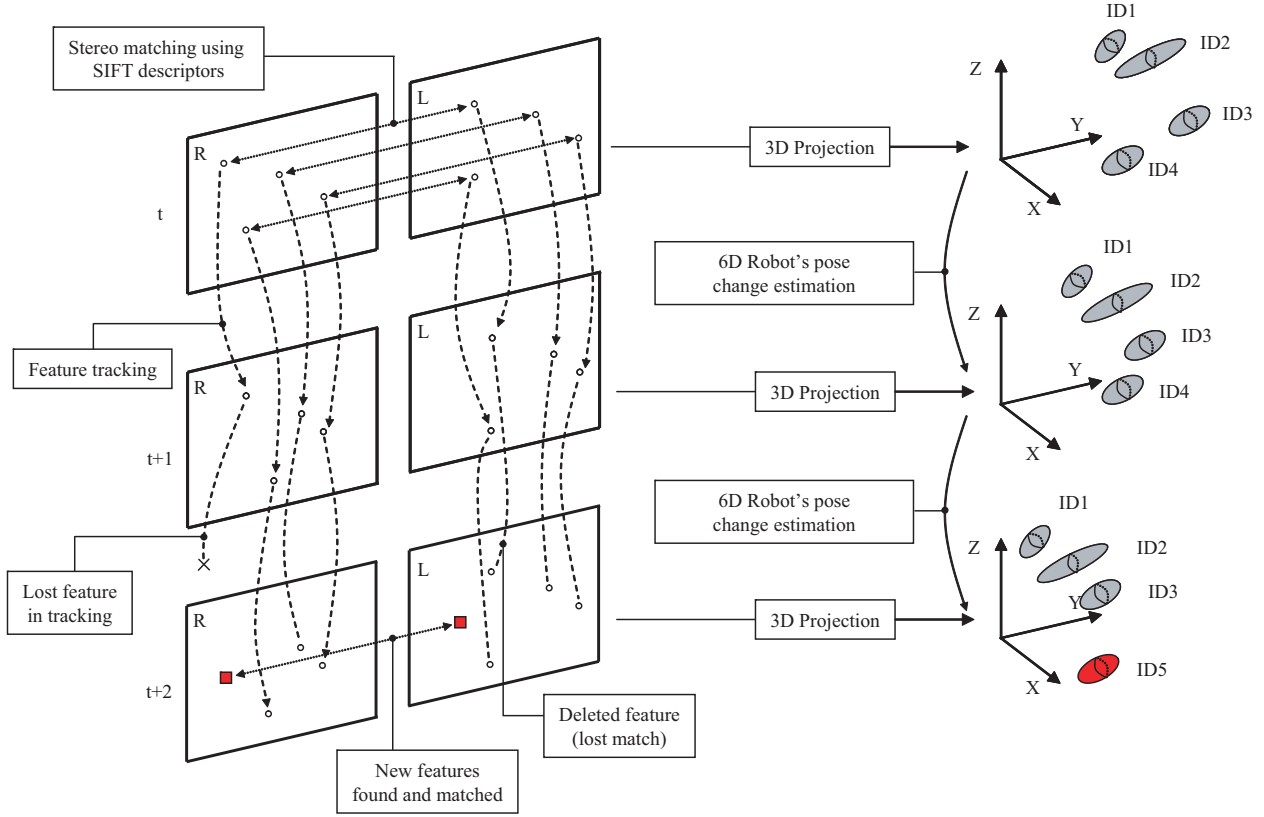 Stereo matching using
SIFT descriptors
L
R
t
3D Projection
Z
Y
X
ID1
ID2
ID3
ID4
6D Robot’s pose
change estimation
Feature tracking
L
R
t+1
3D Projection
Z
Y
X
ID1
ID2
ID3
ID4
6D Robot’s pose
change estimation
Lost feature
in tracking
L
R
t+2
3D Projection
Z
Y
X
ID1
ID2
ID3
ID5
Deleted feature
(lost match)
New features
found and matched